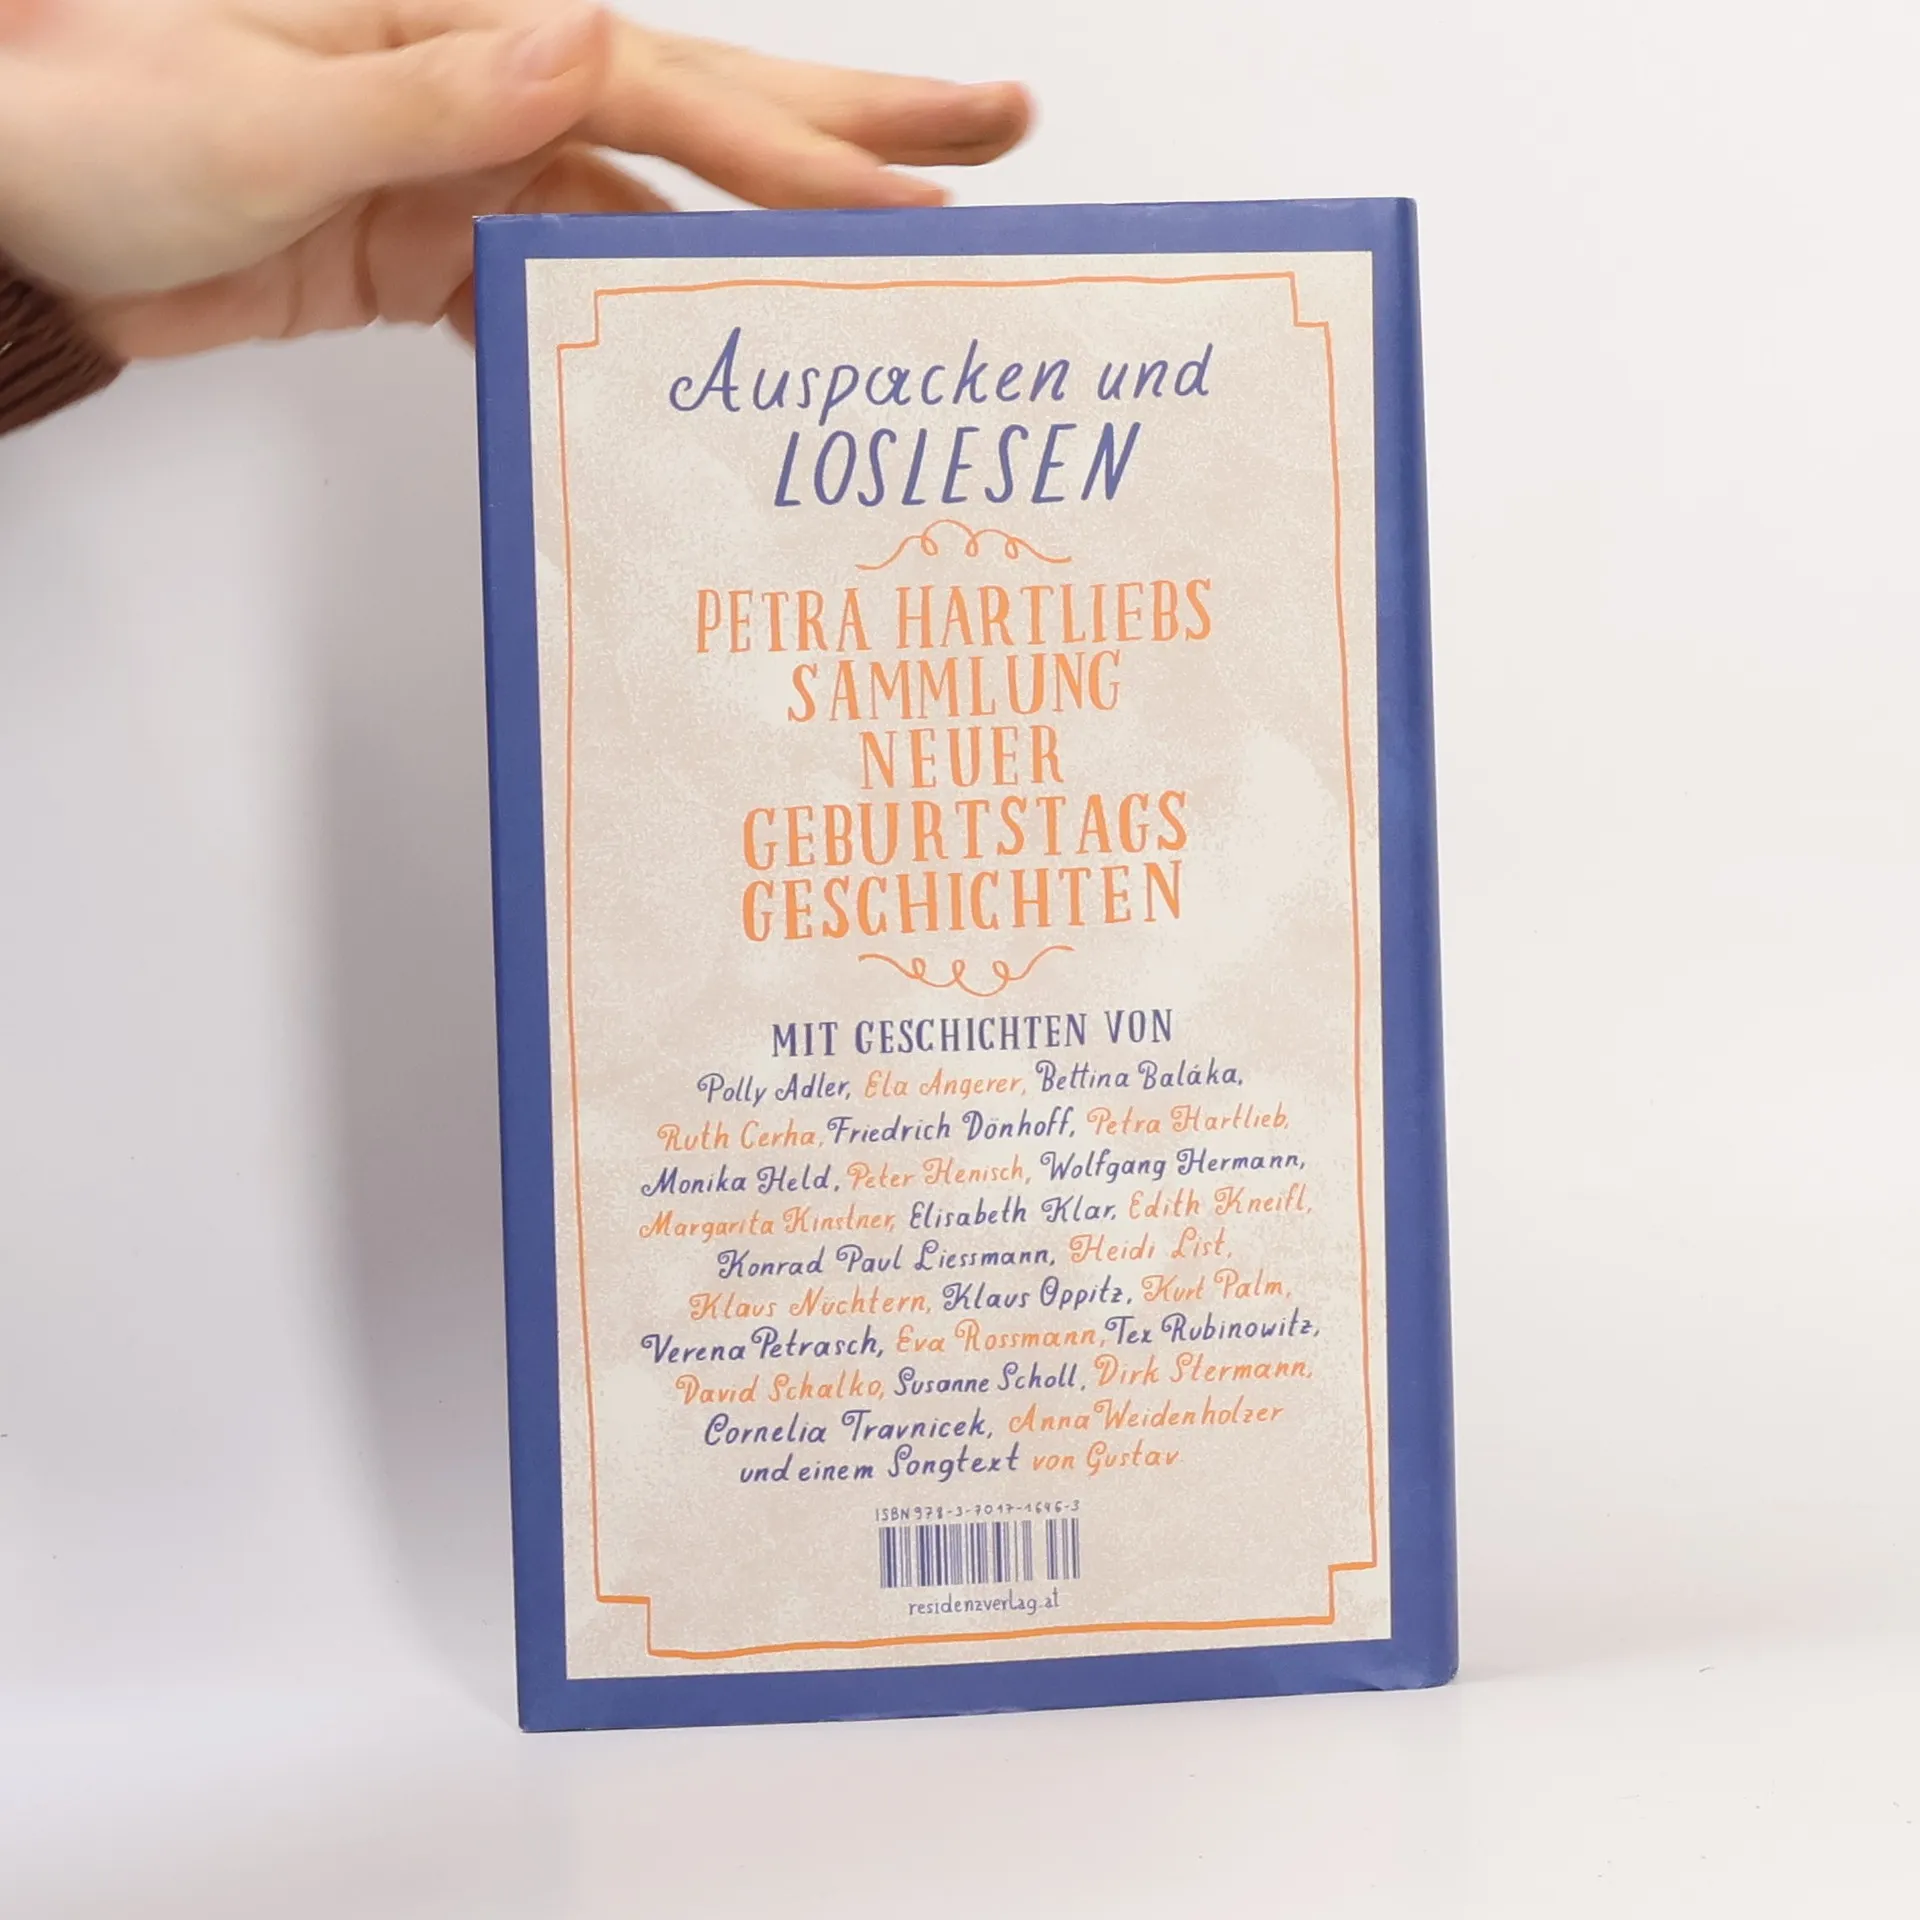 Auspacken und
LOSLESEN
PETRA HARTLIEBS
SAMMLUNG
NEUER
GEBURTSTAGS
GESCHICHTEN
MIT GESCHICHTEN VON
Polly Adler, Ela Angerer, Bettina Baláka,
Ruth Cerha, Friedrich Dönhoff, Petra Hartlieb,
Monika Held, Peter Henisch, Wolfgang Hermann,
Margarita Kinstner, Elisabeth Klar, Edith Kneifl,
Konrad Paul Liessmann, Heidi List,
Klaus Nüchtern, Klaus Oppitz, Kurt Palm,
Verena Petrasch, Eva Rossmann, Tex Rubinowitz,
David Schalko, Susanne Scholl, Dirk Stermann,
Cornelia Travnicek, Anna Weidenholzer
und einem Songtext von Gustav
ISBN 978-3-7017-1646-3
residenzverlag.at